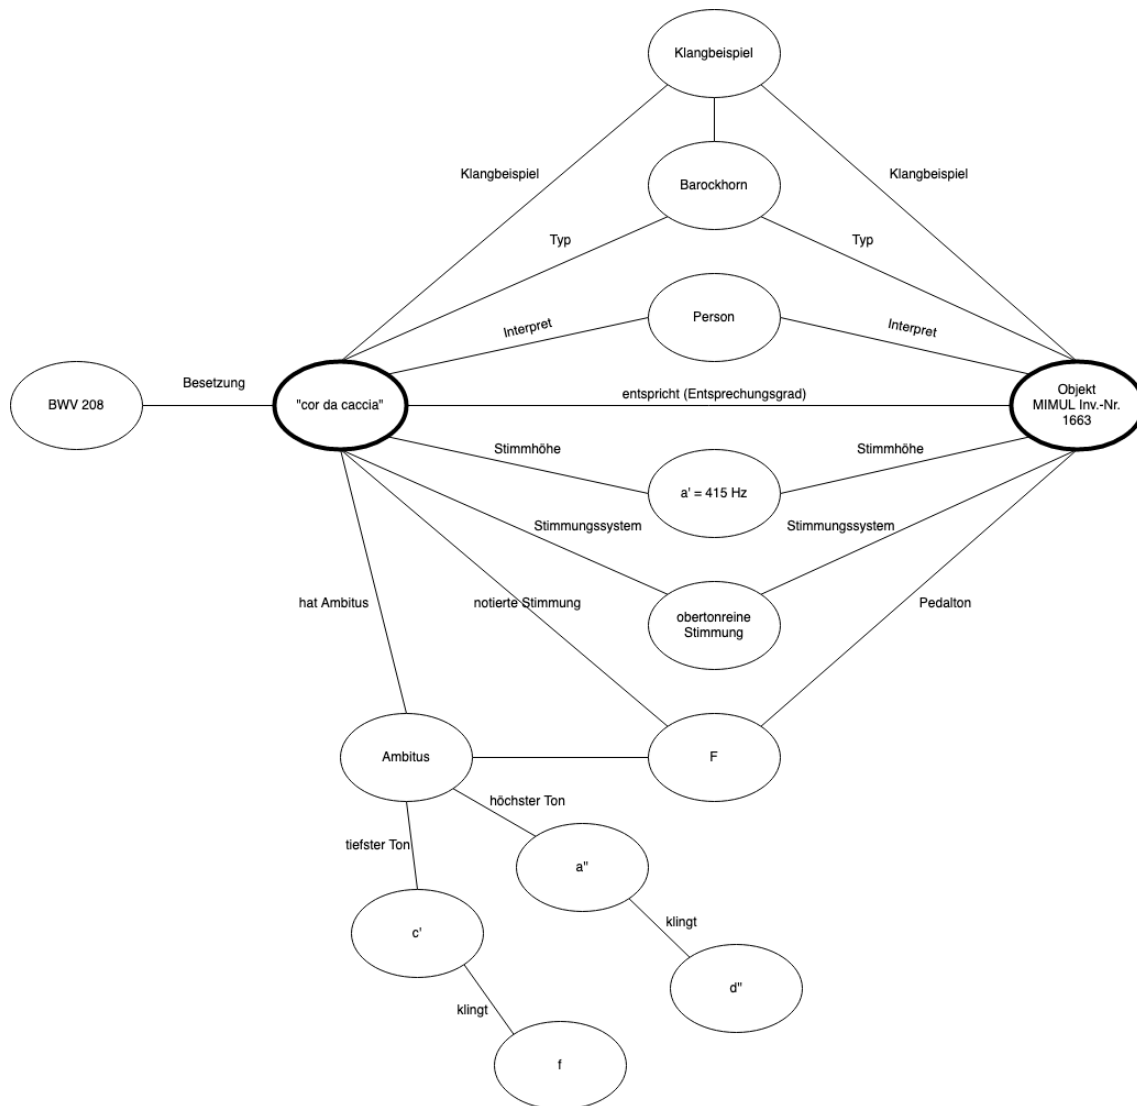 Klangbeispiel
Klangbeispiel
Klangbeispiel
Barockhorn
Typ
Typ
Person
Interpret
Interpret
BWV 208
Besetzung
"cor da caccia"
entspricht (Entsprechungsgrad)
Objekt
MIMUL Inv.-Nr.
1663
Stimmhöhe
Stimmhöhe
a' = 415 Hz
Stimmungssystem
Stimmungssystem
hat Ambitus
notierte Stimmung
obertonreine
Stimmung
Pedalton
Ambitus
F
höchster Ton
tiefster Ton
a"
c'
klingt
d"
klingt
f